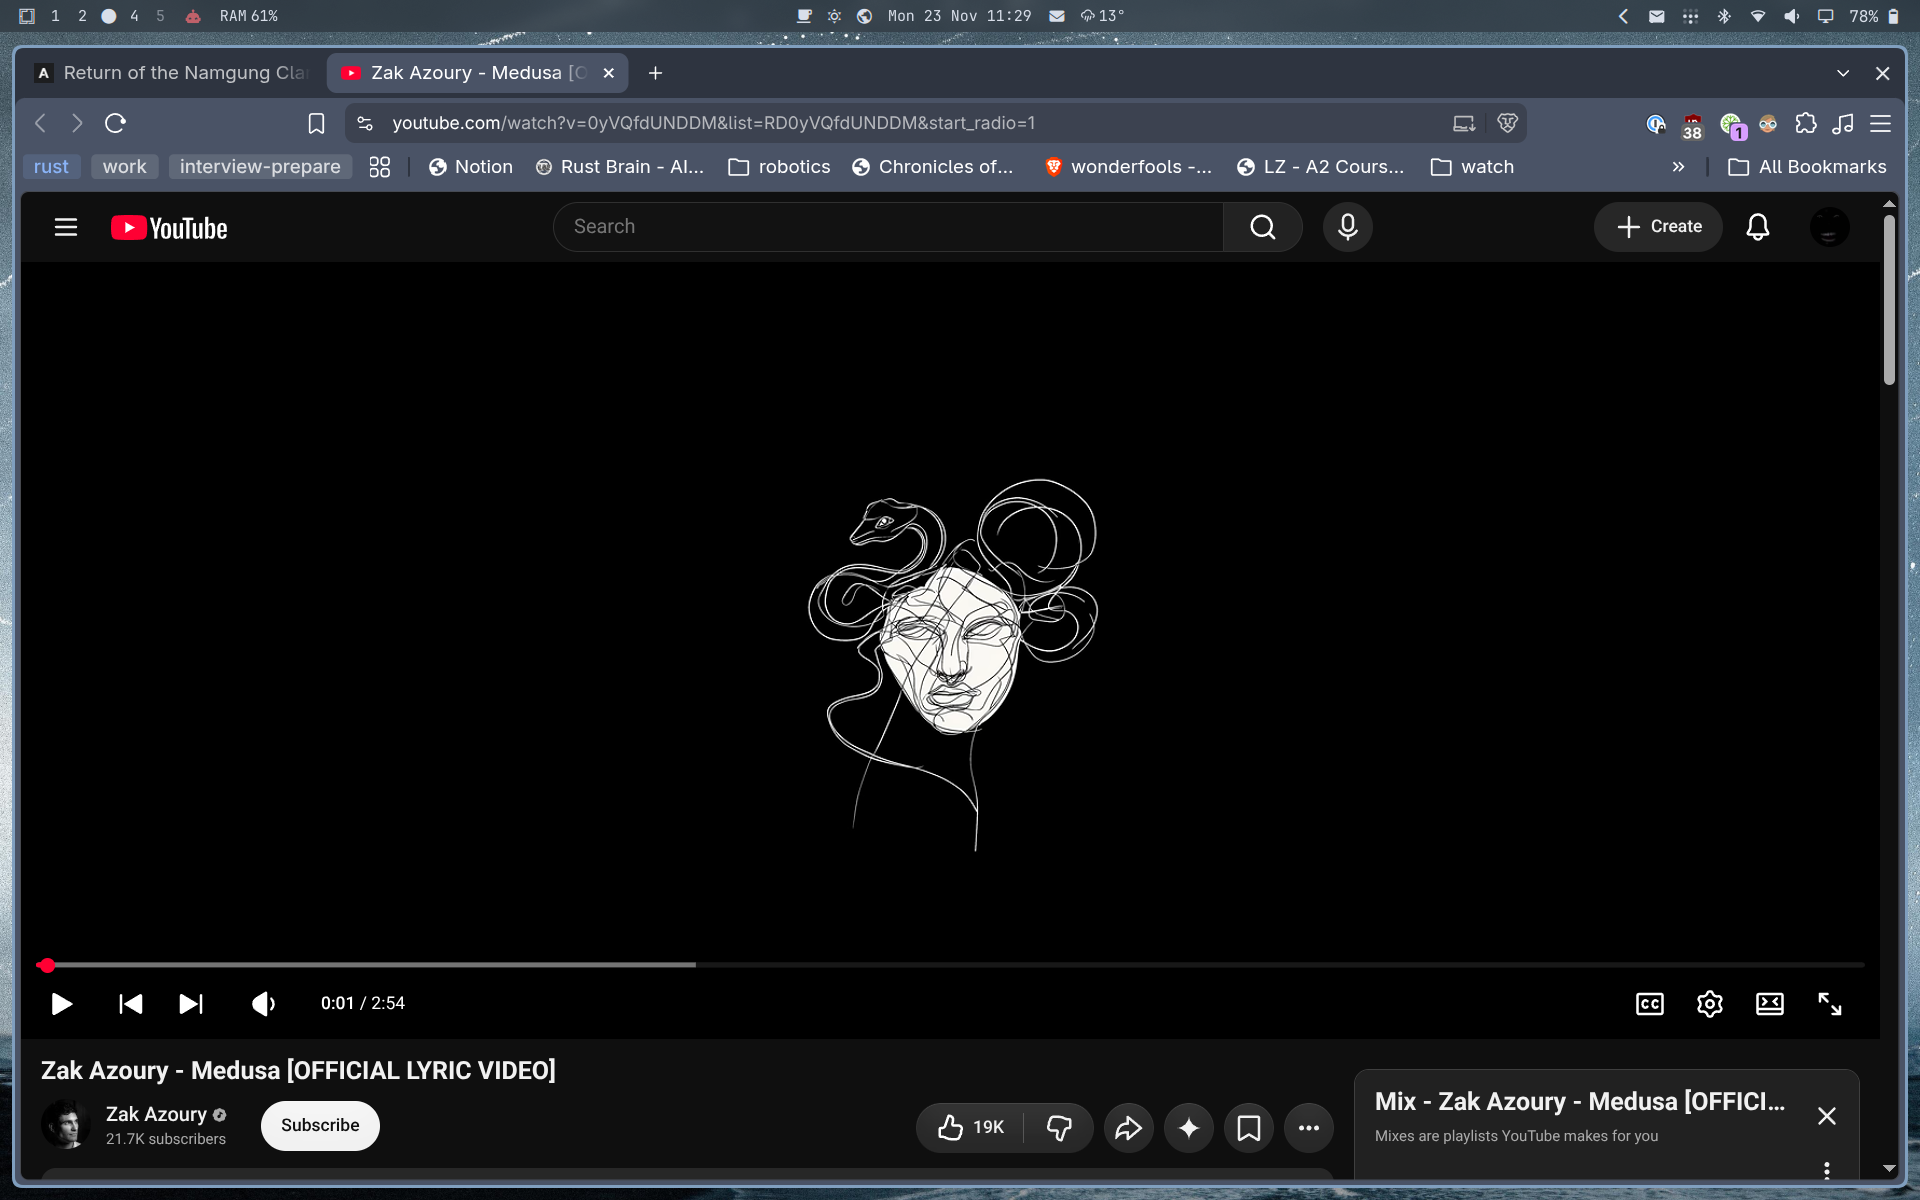 1 2 4 5 RAM 61% Mon 23 Nov 11:29 13° 78%
A Return of the Namgung Cla Zak Azoury - Medusa [O
youtube.com/watch?v=0yVQfdUNDDM&list=RD0yVQfdUNDDM&start_radio=1 38 1
rust work interview-prepare Notion Rust Brain - AI... robotics Chronicles of... wonderfools -... LZ - A2 Cours... watch » All Bookmarks
YouTube Search Create
0:01 / 2:54 CC
Zak Azoury - Medusa [OFFICIAL LYRIC VIDEO]
Zak Azoury
21.7K subscribers
Subscribe
19K
Mix - Zak Azoury - Medusa [OFFICI...
Mixes are playlists YouTube makes for you